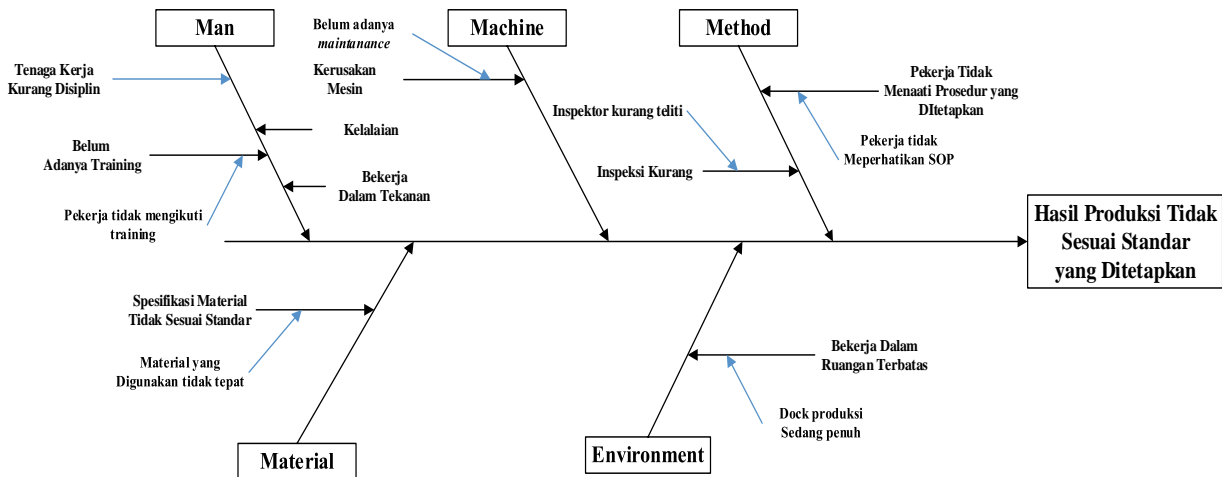 Man
Machine
Method
Belum adanya
maintanance
Tenaga Kerja
Kurang Disiplin
Kerusakan
Mesin
Pekerja Tidak
Menaati Prosedur yang
DItetapkan
Inspektor kurang teliti
Kelalaian
Pekerja tidak
Meperhatikan SOP
Belum
Adanya Training
Inspeksi Kurang
Bekerja
Dalam Tekanan
Pekerja tidak mengikuti
training
Hasil Produksi Tidak
Sesuai Standar
yang Ditetapkan
Spesifikasi Material
Tidak Sesuai Standar
Material yang
Digunakan tidak tepat
Bekerja Dalam
Ruangan Terbatas
Dock produksi
Sedang penuh
Material
Environment